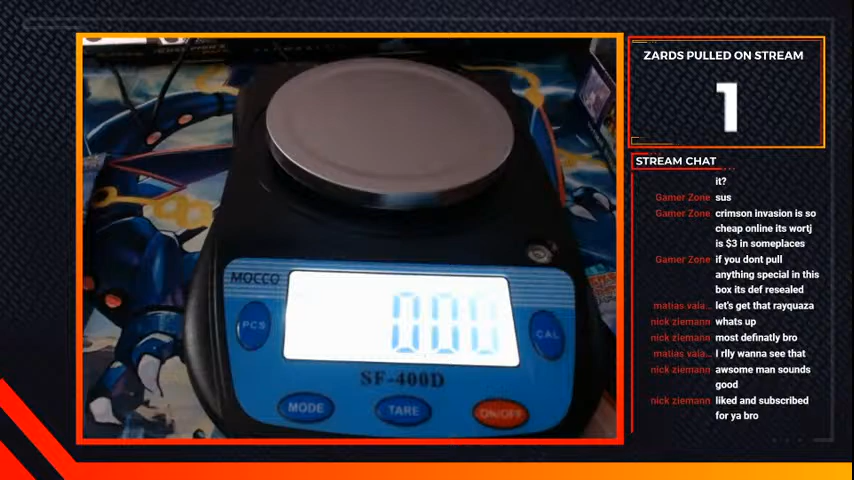 ZARDS PULLED ON STREAM
1
STREAM CHAT
it?
Gamer Zone sus
Gamer Zone crimson invasion is so
cheap online its wortj
is $3 in someplaces
Gamer Zone if you dont pull
anything special in this
box its def resealed
matias vala... let's get that rayquaza
nick ziemann whats up
nick ziemann most definatly bro
matias vala... I rlly wanna see that
nick ziemann awsome man sounds
good
nick ziemann liked and subscribed
for ya bro
MOCCO
PCS
000
CAL
SF-400D
MODE
TARE
ON/OFF